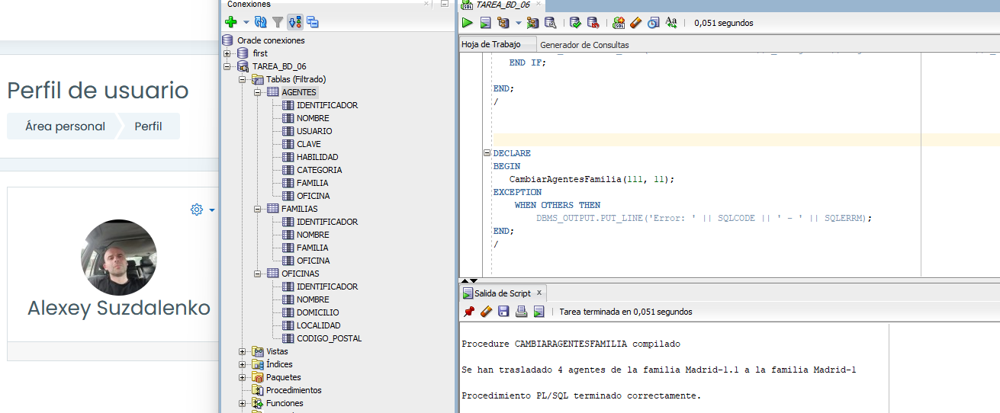 Perfil de usuario
Área personal
Perfil
Alexey Suzdalenko
Conexiones
Oracle conexiones
first
TAREA_BD_06
Tablas (Filtrado)
AGENTES
IDENTIFICADOR
NOMBRE
USUARIO
CLAVE
HABILIDAD
CATEGORIA
FAMILIA
OFICINA
FAMILIAS
IDENTIFICADOR
NOMBRE
FAMILIA
OFICINA
OFICINAS
IDENTIFICADOR
NOMBRE
DOMICILIO
LOCALIDAD
CODIGO_POSTAL
Vistas
Índices
Paquetes
Procedimientos
Funciones
TAREA_BD_06
0,051 segundos
Hoja de Trabajo
Generador de Consultas
END IF;
END;
/
DECLARE
BEGIN
CambiarAgentesFamilia(111, 11);
EXCEPTION
WHEN OTHERS THEN
DBMS_OUTPUT.PUT_LINE('Error: ' || SQLCODE || ' - ' || SQLERRM);
END;
/
Salida de Script
Tarea terminada en 0,051 segundos
Procedure CAMBIARAGENTESFAMILIA compilado
Se han trasladado 4 agentes de la familia Madrid-1.1 a la familia Madrid-1
Procedimiento PL/SQL terminado correctamente.